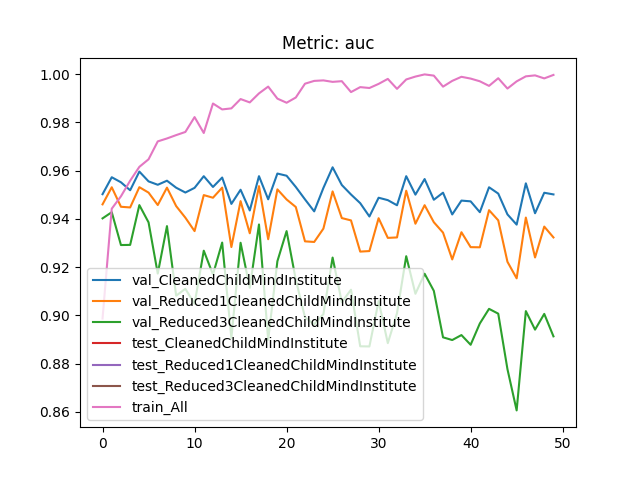 Metric: auc
1.00
0.98
0.96
0.94
0.92
0.90
0.88
0.86
val_CleanedChildMindInstitute
val_Reduced1CleanedChildMindInstitute
val_Reduced3CleanedChildMindInstitute
test_CleanedChildMindInstitute
test_Reduced1CleanedChildMindInstitute
test_Reduced3CleanedChildMindInstitute
train_All
0 10 20 30 40 50